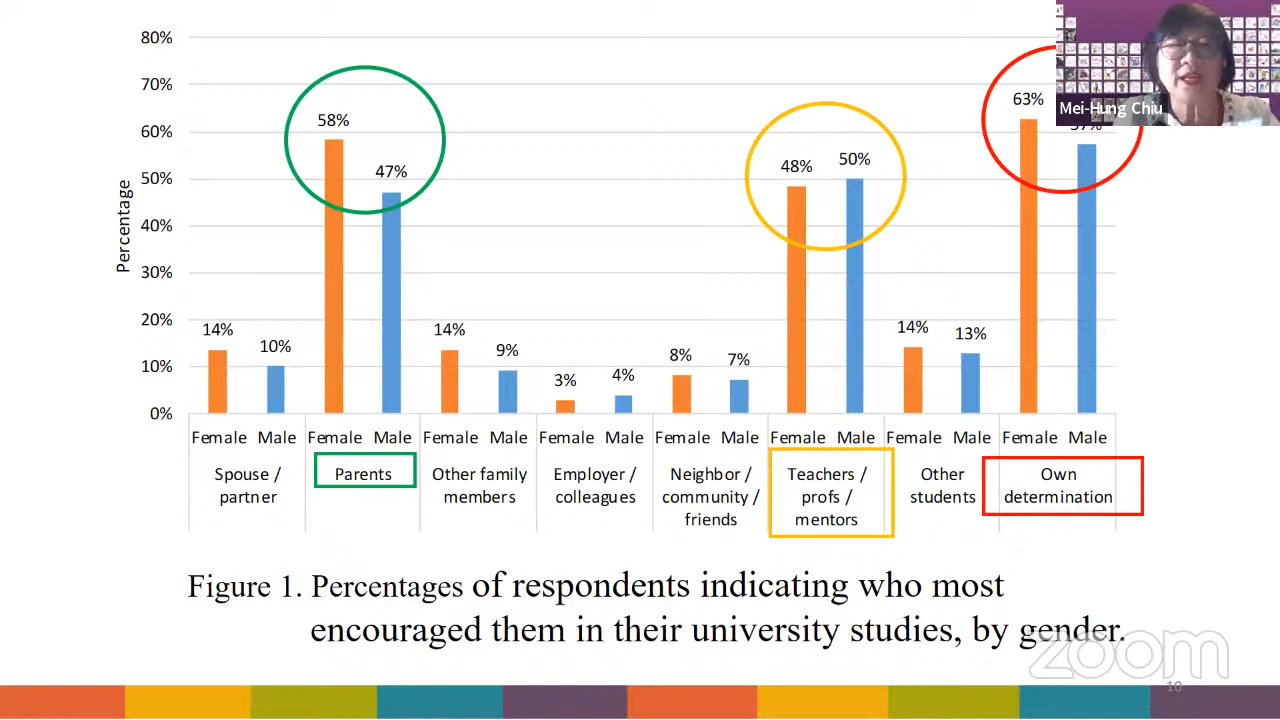 Mei-Hung Chiu
80%
70%
60%
50%
40%
30%
20%
10%
0%
Percentage
14%
10%
58%
47%
14%
9%
3%
4%
8%
7%
48%
50%
14%
13%
63%
57%
Female Male Female Male Female Male Female Male Female Male Female Male Female Male Female Male
Spouse /
partner
Parents
Other family
members
Employer /
colleagues
Neighbor /
community /
friends
Teachers /
profs /
mentors
Other
students
Own
determination
Figure 1. Percentages of respondents indicating who most
encouraged them in their university studies, by gender.
zoom
10